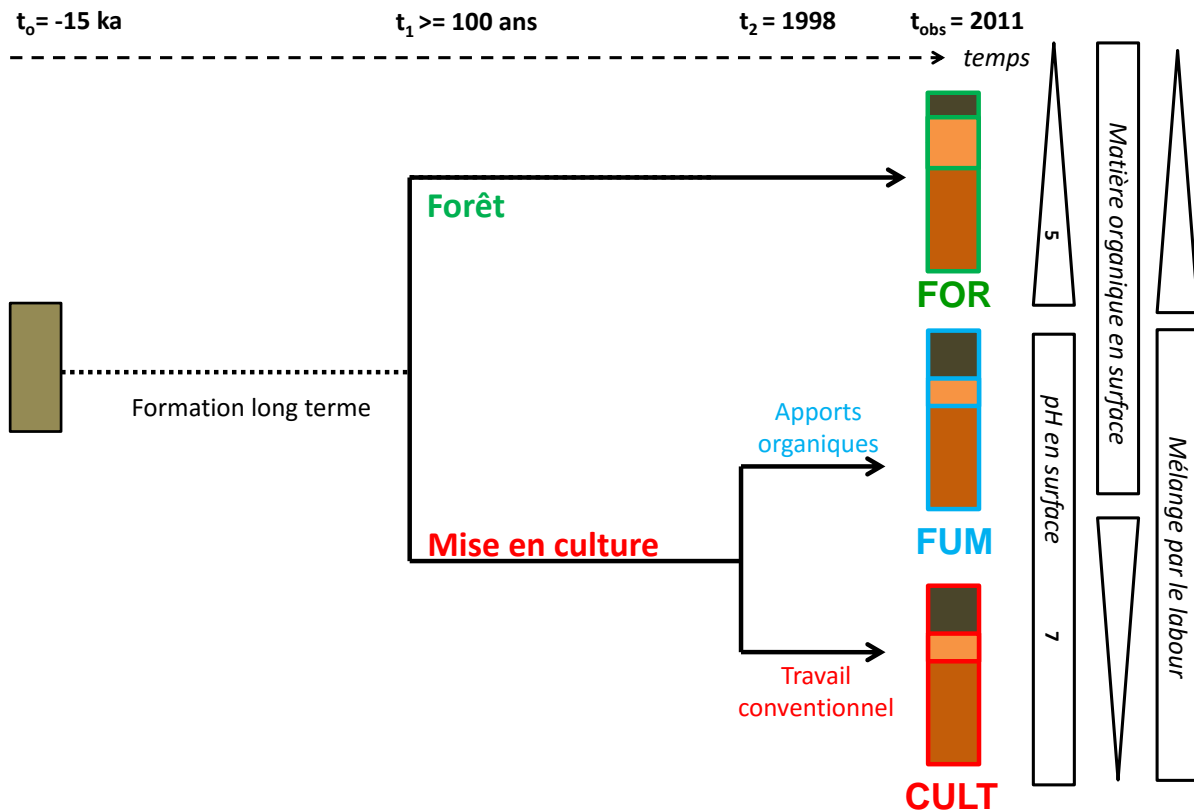 to= -15 ka
t1 >= 100 ans
t2 = 1998
tobs = 2011
temps
Forêt
FOR
Formation long terme
Apports
organiques
FUM
Mise en culture
Travail
conventionnel
CULT
5
pH en surface
7
Matière organique en surface
Mélange par le labour